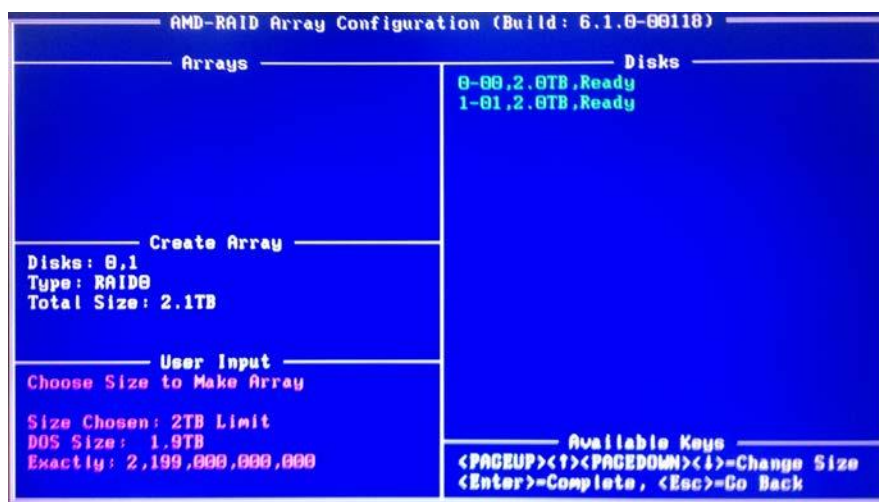 AMD-RAID Array Configuration (Build: 6.1.0-00118)
Arrays
Disks
0-00,2.0TB,Ready
1-01,2.0TB,Ready
Create Array
Disks: 0,1
Type: RAID0
Total Size: 2.1TB
User Input
Choose Size to Make Array
Size Chosen: 2TB Limit
DOS Size: 1.9TB
Exactly: 2,199,000,000,000
Available Keys
<PAGEUP><↑><PAGEDOWN><↓>=Change Size
<Enter>=Complete, <Esc>=Go Back